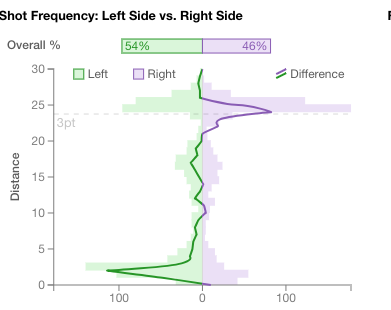 Shot Frequency: Left Side vs. Right Side
Overall %
54%
46%
Left
Right
Difference
30
25
3pt
20
15
10
5
0
Distance
100
0
100